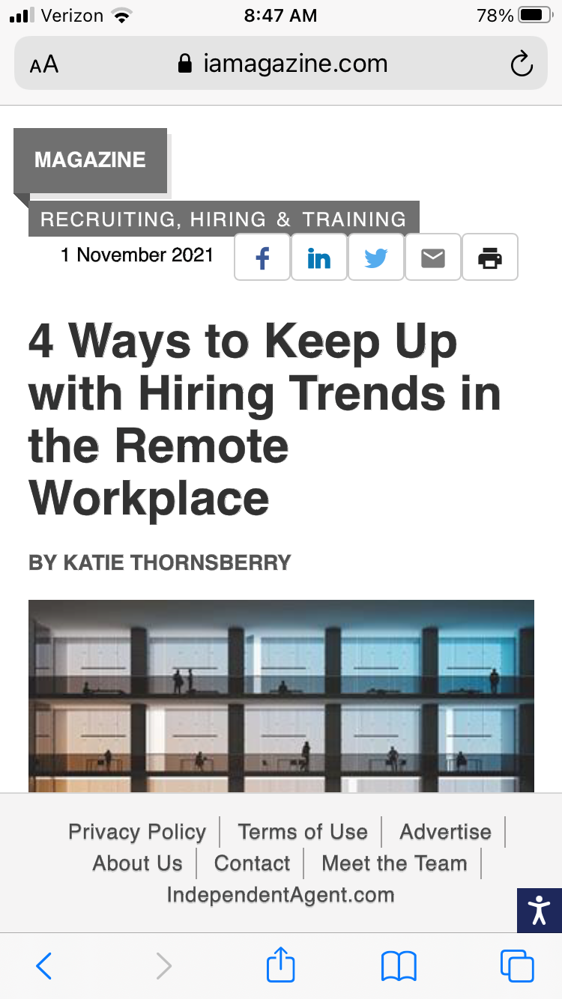 Verizon 8:47 AM 78%
AA iamagazine.com
MAGAZINE
RECRUITING, HIRING & TRAINING
1 November 2021 f in
4 Ways to Keep Up
with Hiring Trends in
the Remote
Workplace
BY KATIE THORNSBERRY
Privacy Policy | Terms of Use | Advertise |
About Us | Contact | Meet the Team |
IndependentAgent.com